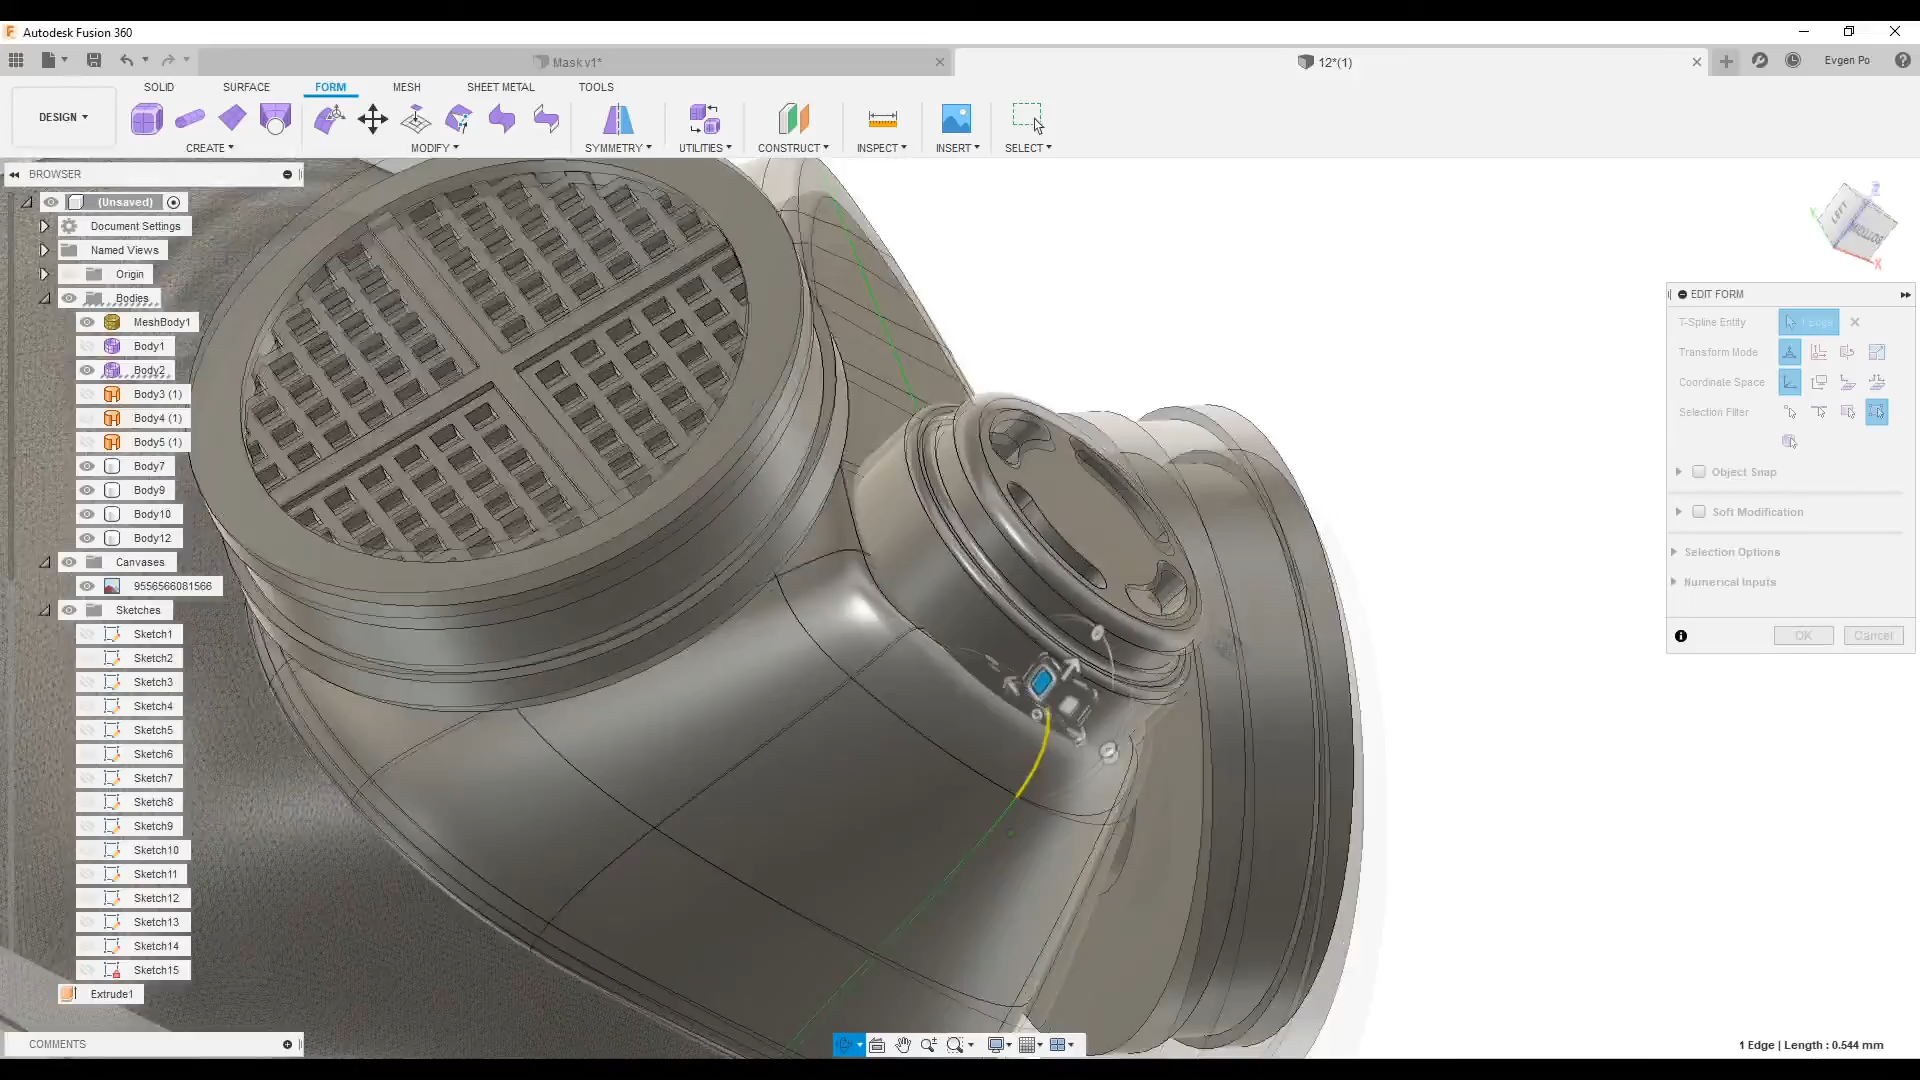 Autodesk Fusion 360
Mask v1*
12*(1)
Evgen Po
DESIGN
SOLID
SURFACE
FORM
MESH
SHEET METAL
TOOLS
CREATE
MODIFY
SYMMETRY
UTILITIES
CONSTRUCT
INSPECT
INSERT
SELECT
BROWSER
(Unsaved)
Document Settings
Named Views
Origin
Bodies
MeshBody1
Body1
Body2
Body3 (1)
Body4 (1)
Body5 (1)
Body7
Body9
Body10
Body12
Canvases
9556566081566
Sketches
Sketch1
Sketch2
Sketch3
Sketch4
Sketch5
Sketch6
Sketch7
Sketch8
Sketch9
Sketch10
Sketch11
Sketch12
Sketch13
Sketch14
Sketch15
Extrude1
COMMENTS
LEFT
BOTTOM
Z
Y
X
EDIT FORM
T-Spline Entity
1 Edge
Transform Mode
Coordinate Space
Selection Filter
Object Snap
Soft Modification
Selection Options
Numerical Inputs
OK
Cancel
1 Edge | Length : 0.544 mm